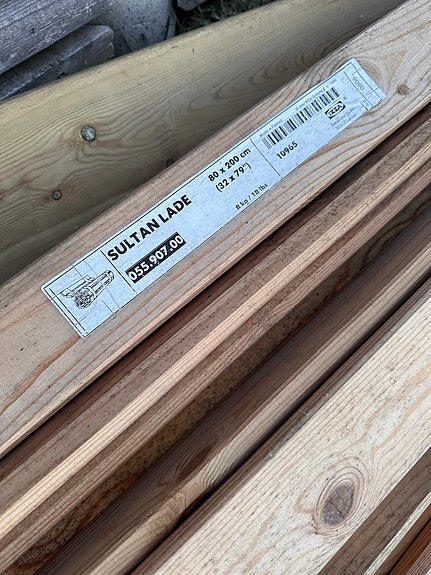 SULTAN LADE
055.907.00
80 x 200 cm
(32 x 79")
8 kg / 18 lbs
10965
IKEA